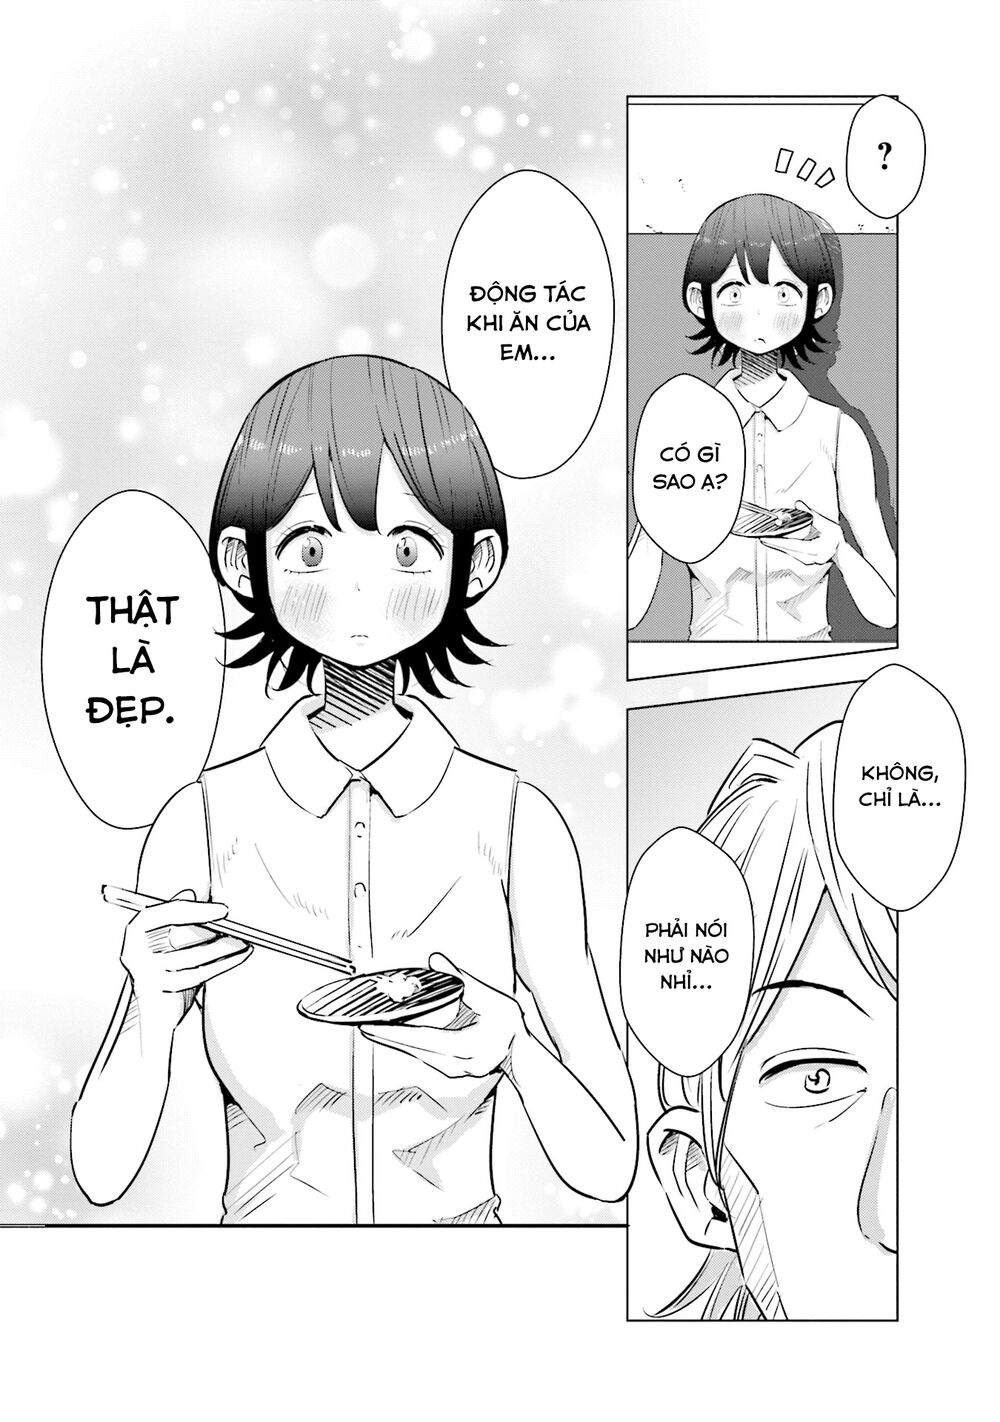 ?
CÓ GÌ
SAO Ạ?
KHÔNG,
CHỈ LÀ...
PHẢI NÓI
NHƯ NÀO
NHỈ...
ĐỘNG TÁC
KHI ĂN CỦA
EM...
THẬT
LÀ
ĐẸP.